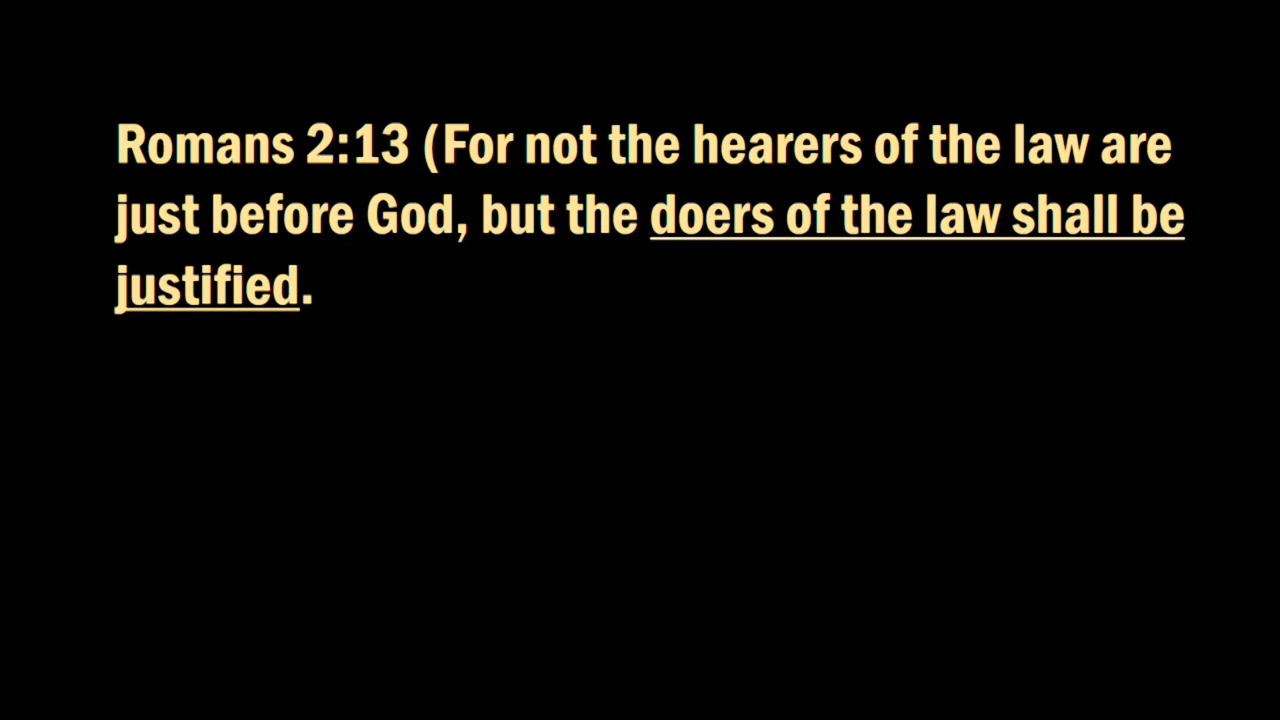 Romans 2:13 (For not the hearers of the law are
just before God, but the doers of the law shall be
justified.